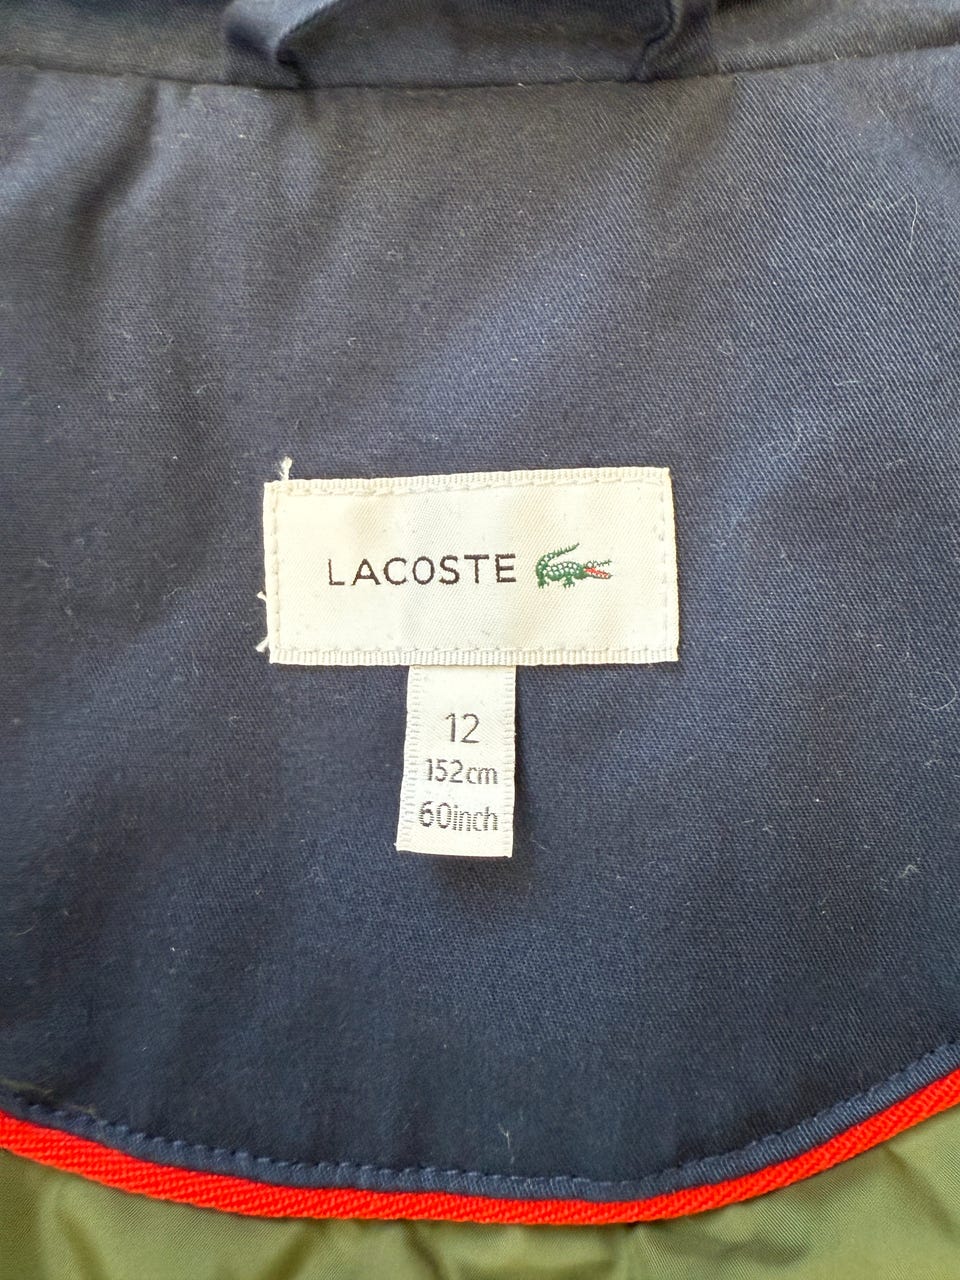 LACOSTE
12
152cm
60inch